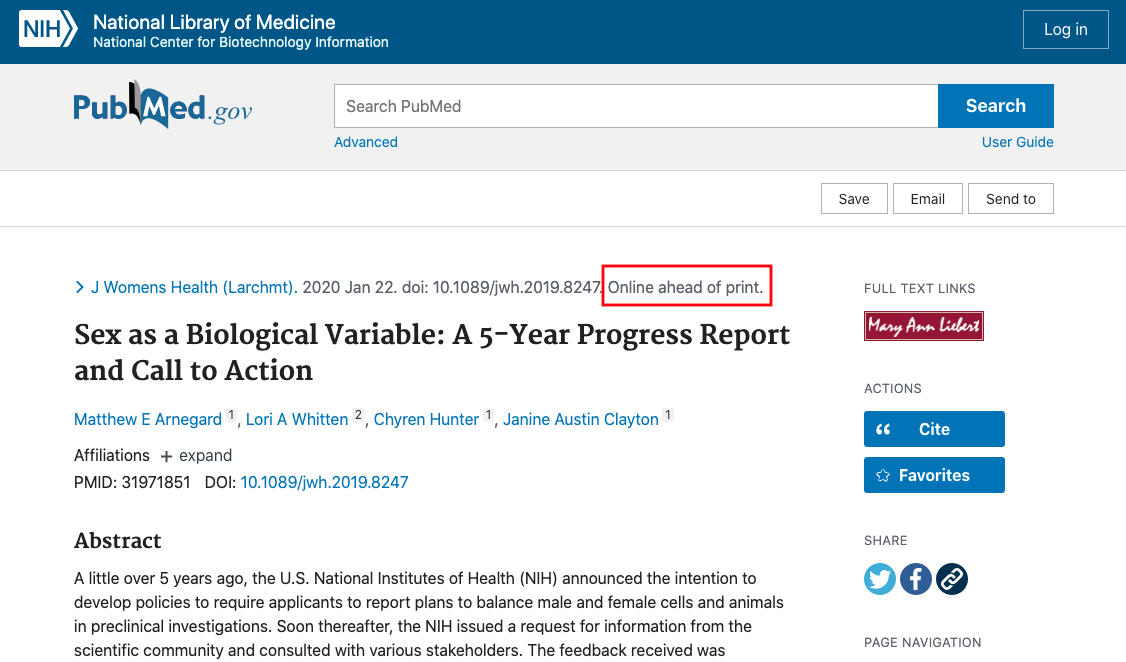 NIH National Library of Medicine
National Center for Biotechnology Information
Log in
PubMed.gov
Search PubMed
Search
Advanced
User Guide
Save
Email
Send to
J Womens Health (Larchmt). 2020 Jan 22. doi: 10.1089/jwh.2019.8247. Online ahead of print.
Sex as a Biological Variable: A 5-Year Progress Report
and Call to Action
Matthew E Arnegard 1, Lori A Whitten 2, Chyren Hunter 1, Janine Austin Clayton 1
Affiliations + expand
PMID: 31971851 DOI: 10.1089/jwh.2019.8247
Abstract
A little over 5 years ago, the U.S. National Institutes of Health (NIH) announced the intention to
develop policies to require applicants to report plans to balance male and female cells and animals
in preclinical investigations. Soon thereafter, the NIH issued a request for information from the
scientific community and consulted with various stakeholders. The feedback received was
FULL TEXT LINKS
Mary Ann Liebert
ACTIONS
Cite
Favorites
SHARE
PAGE NAVIGATION